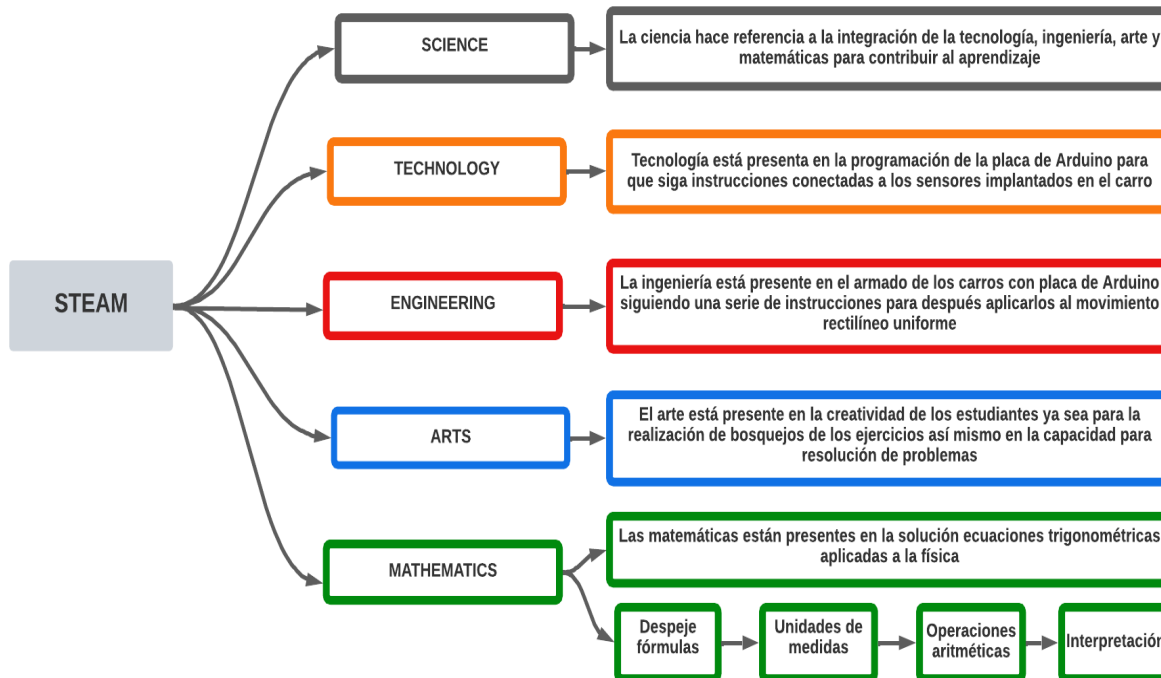 STEAM
SCIENCE
La ciencia hace referencia a la integración de la tecnología, ingeniería, arte y
matemáticas para contribuir al aprendizaje
TECHNOLOGY
Tecnología está presenta en la programación de la placa de Arduino para
que siga instrucciones conectadas a los sensores implantados en el carro
ENGINEERING
La ingeniería está presente en el armado de los carros con placa de Arduino
siguiendo una serie de instrucciones para después aplicarlos al movimiento
rectilíneo uniforme
ARTS
El arte está presente en la creatividad de los estudiantes ya sea para la
realización de bosquejos de los ejercicios así mismo en la capacidad para
resolución de problemas
MATHEMATICS
Las matemáticas están presentes en la solución ecuaciones trigonométricas
aplicadas a la física
Despeje
fórmulas
Unidades de
medidas
Operaciones
aritméticas
Interpretación